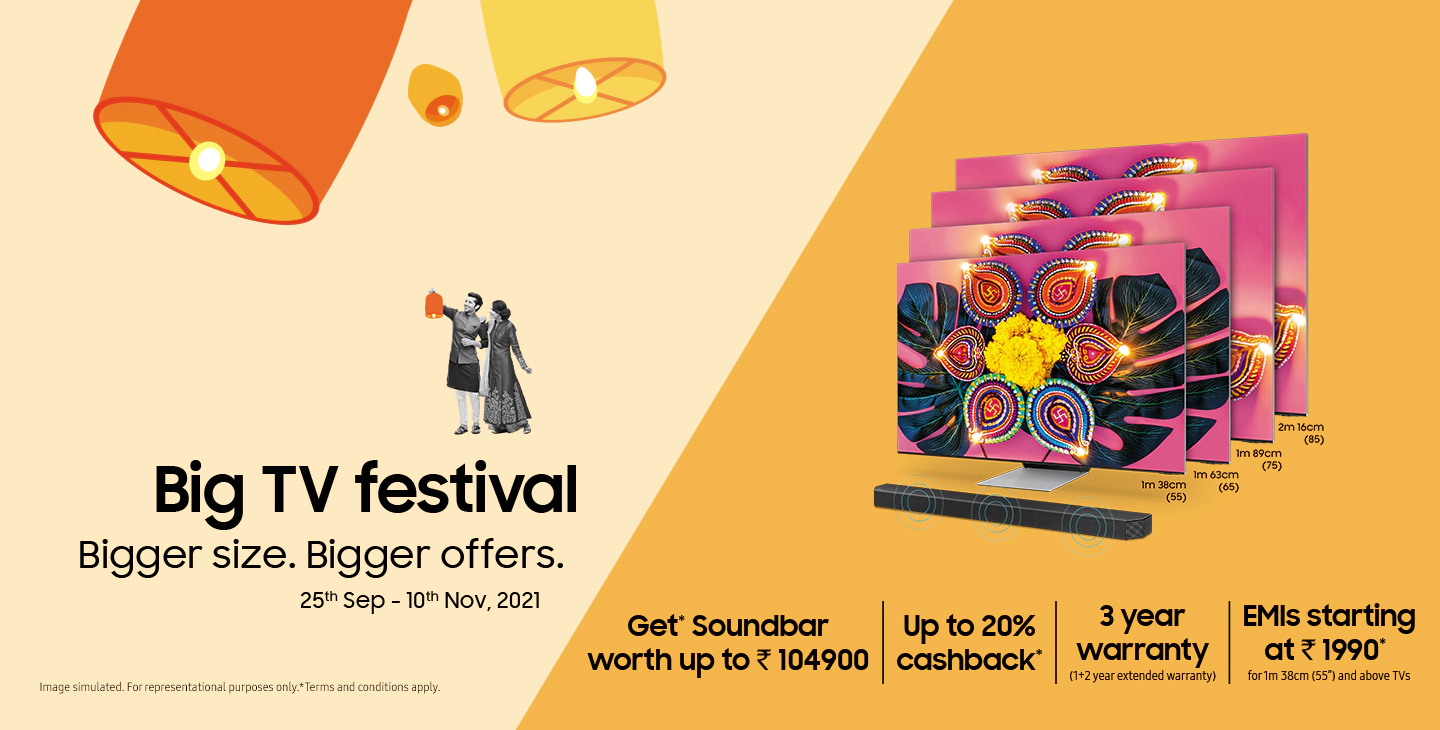 Big TV festival
Bigger size. Bigger offers.
25th Sep - 10th Nov, 2021
Image simulated. For representational purposes only.*Terms and conditions apply.
2m 16cm
(85)
1m 89cm
(75)
1m 63cm
(65)
1m 38cm
(55)
Get* Soundbar
worth up to ₹ 104900
Up to 20%
cashback*
3 year
warranty
(1+2 year extended warranty)
EMIs starting
at ₹ 1990*
for 1m 38cm (55") and above TVs